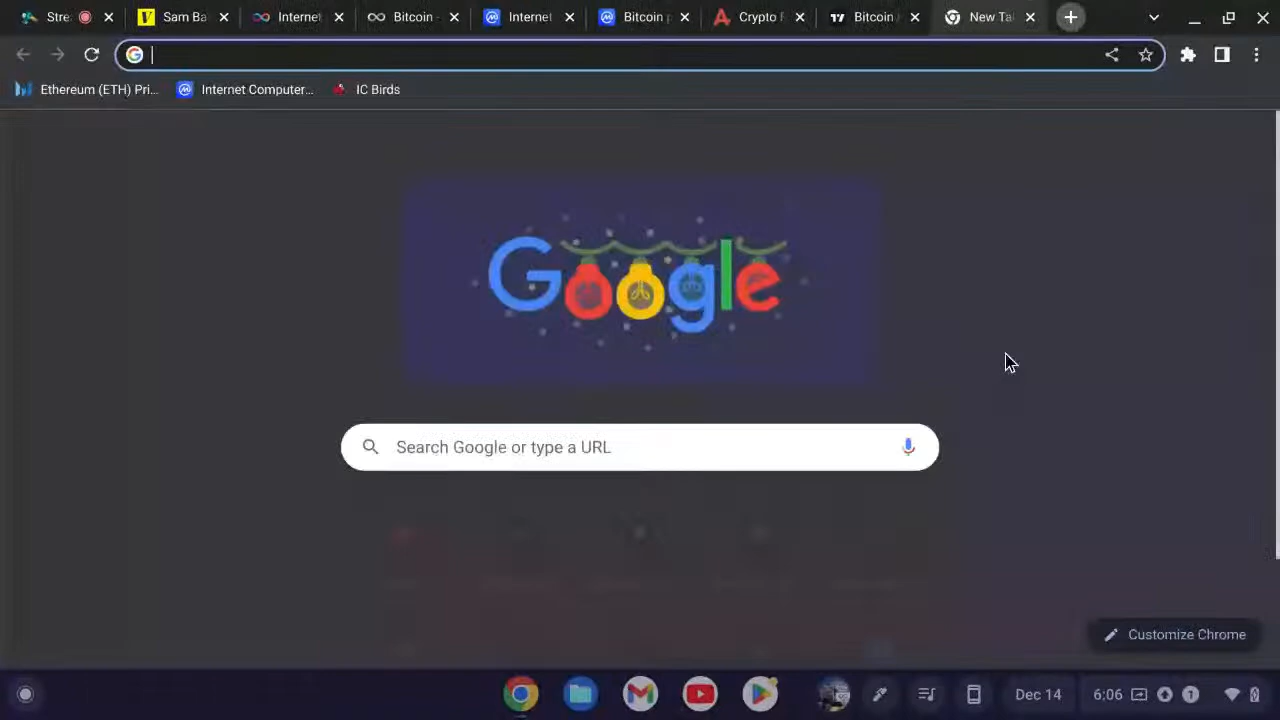 Stre
Sam Ba
Internet
Bitcoin -
Internet
Bitcoin p
Crypto F
Bitcoin /
New Ta
Ethereum (ETH) Pri...
Internet Computer...
IC Birds
Google
Search Google or type a URL
Customize Chrome
Dec 14
6:06